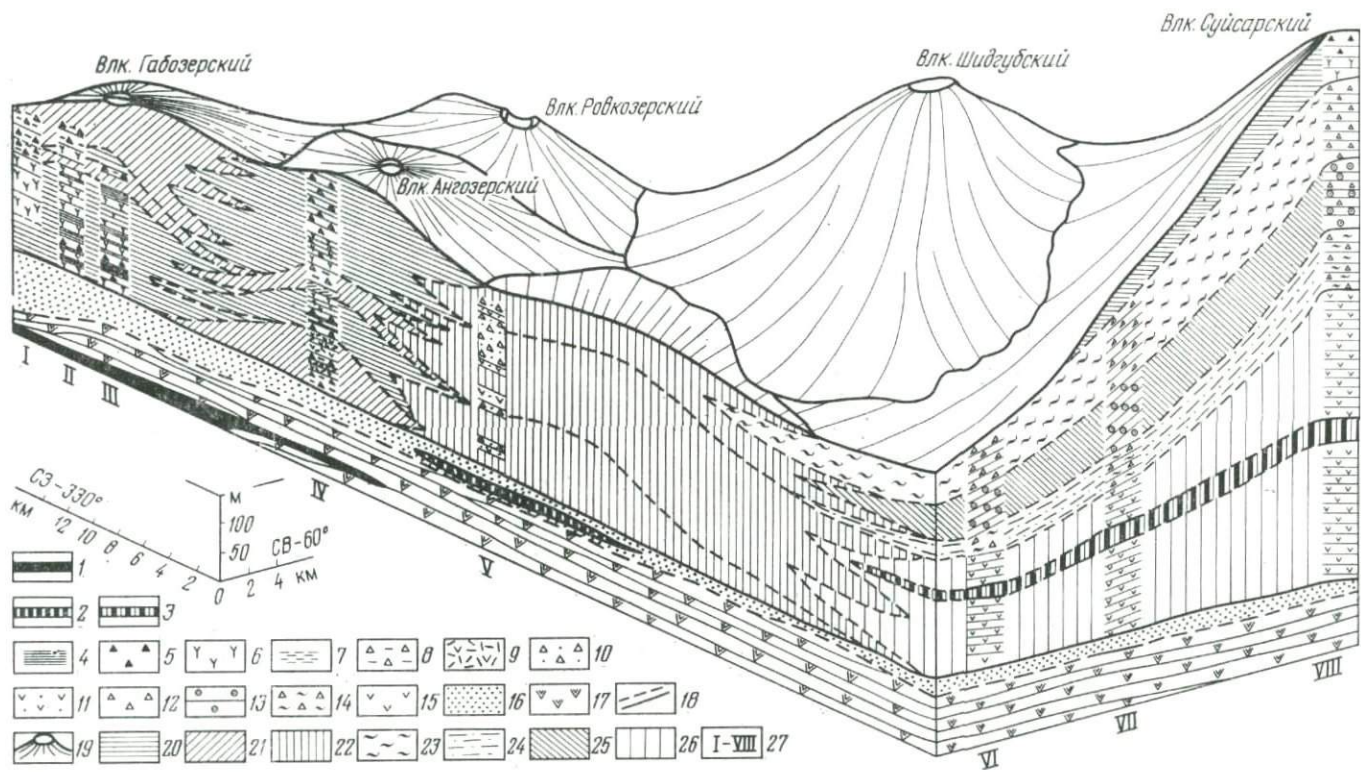 Влк. Суйсарский
Влк. Габозерский
Влк. Шидгубский
Влк. Ровкозерский
Влк. Ангозерский
I
II
III
IV
V
VI
VII
VIII
СЗ-330°
км 12 10 8 6 4 2 0
м
100
50
СВ-60°
2 4 км
1
2 3
4 5 6 7 8 9 10
11 12 13 14 15 16 17 18
19 20 21 22 23 24 25 26 I-VIII 27